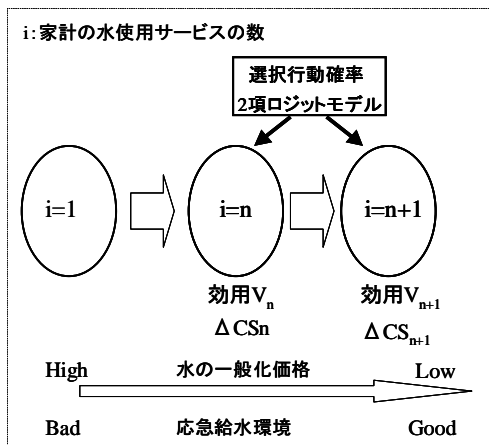 i:家計の水使用サービスの数
選択行動確率
2項ロジットモデル
i=1
i=n
i=n+1
効用Vn
効用Vn+1
ΔCSn
ΔCSn+1
High
水の一般化価格
Low
Bad
応急給水環境
Good